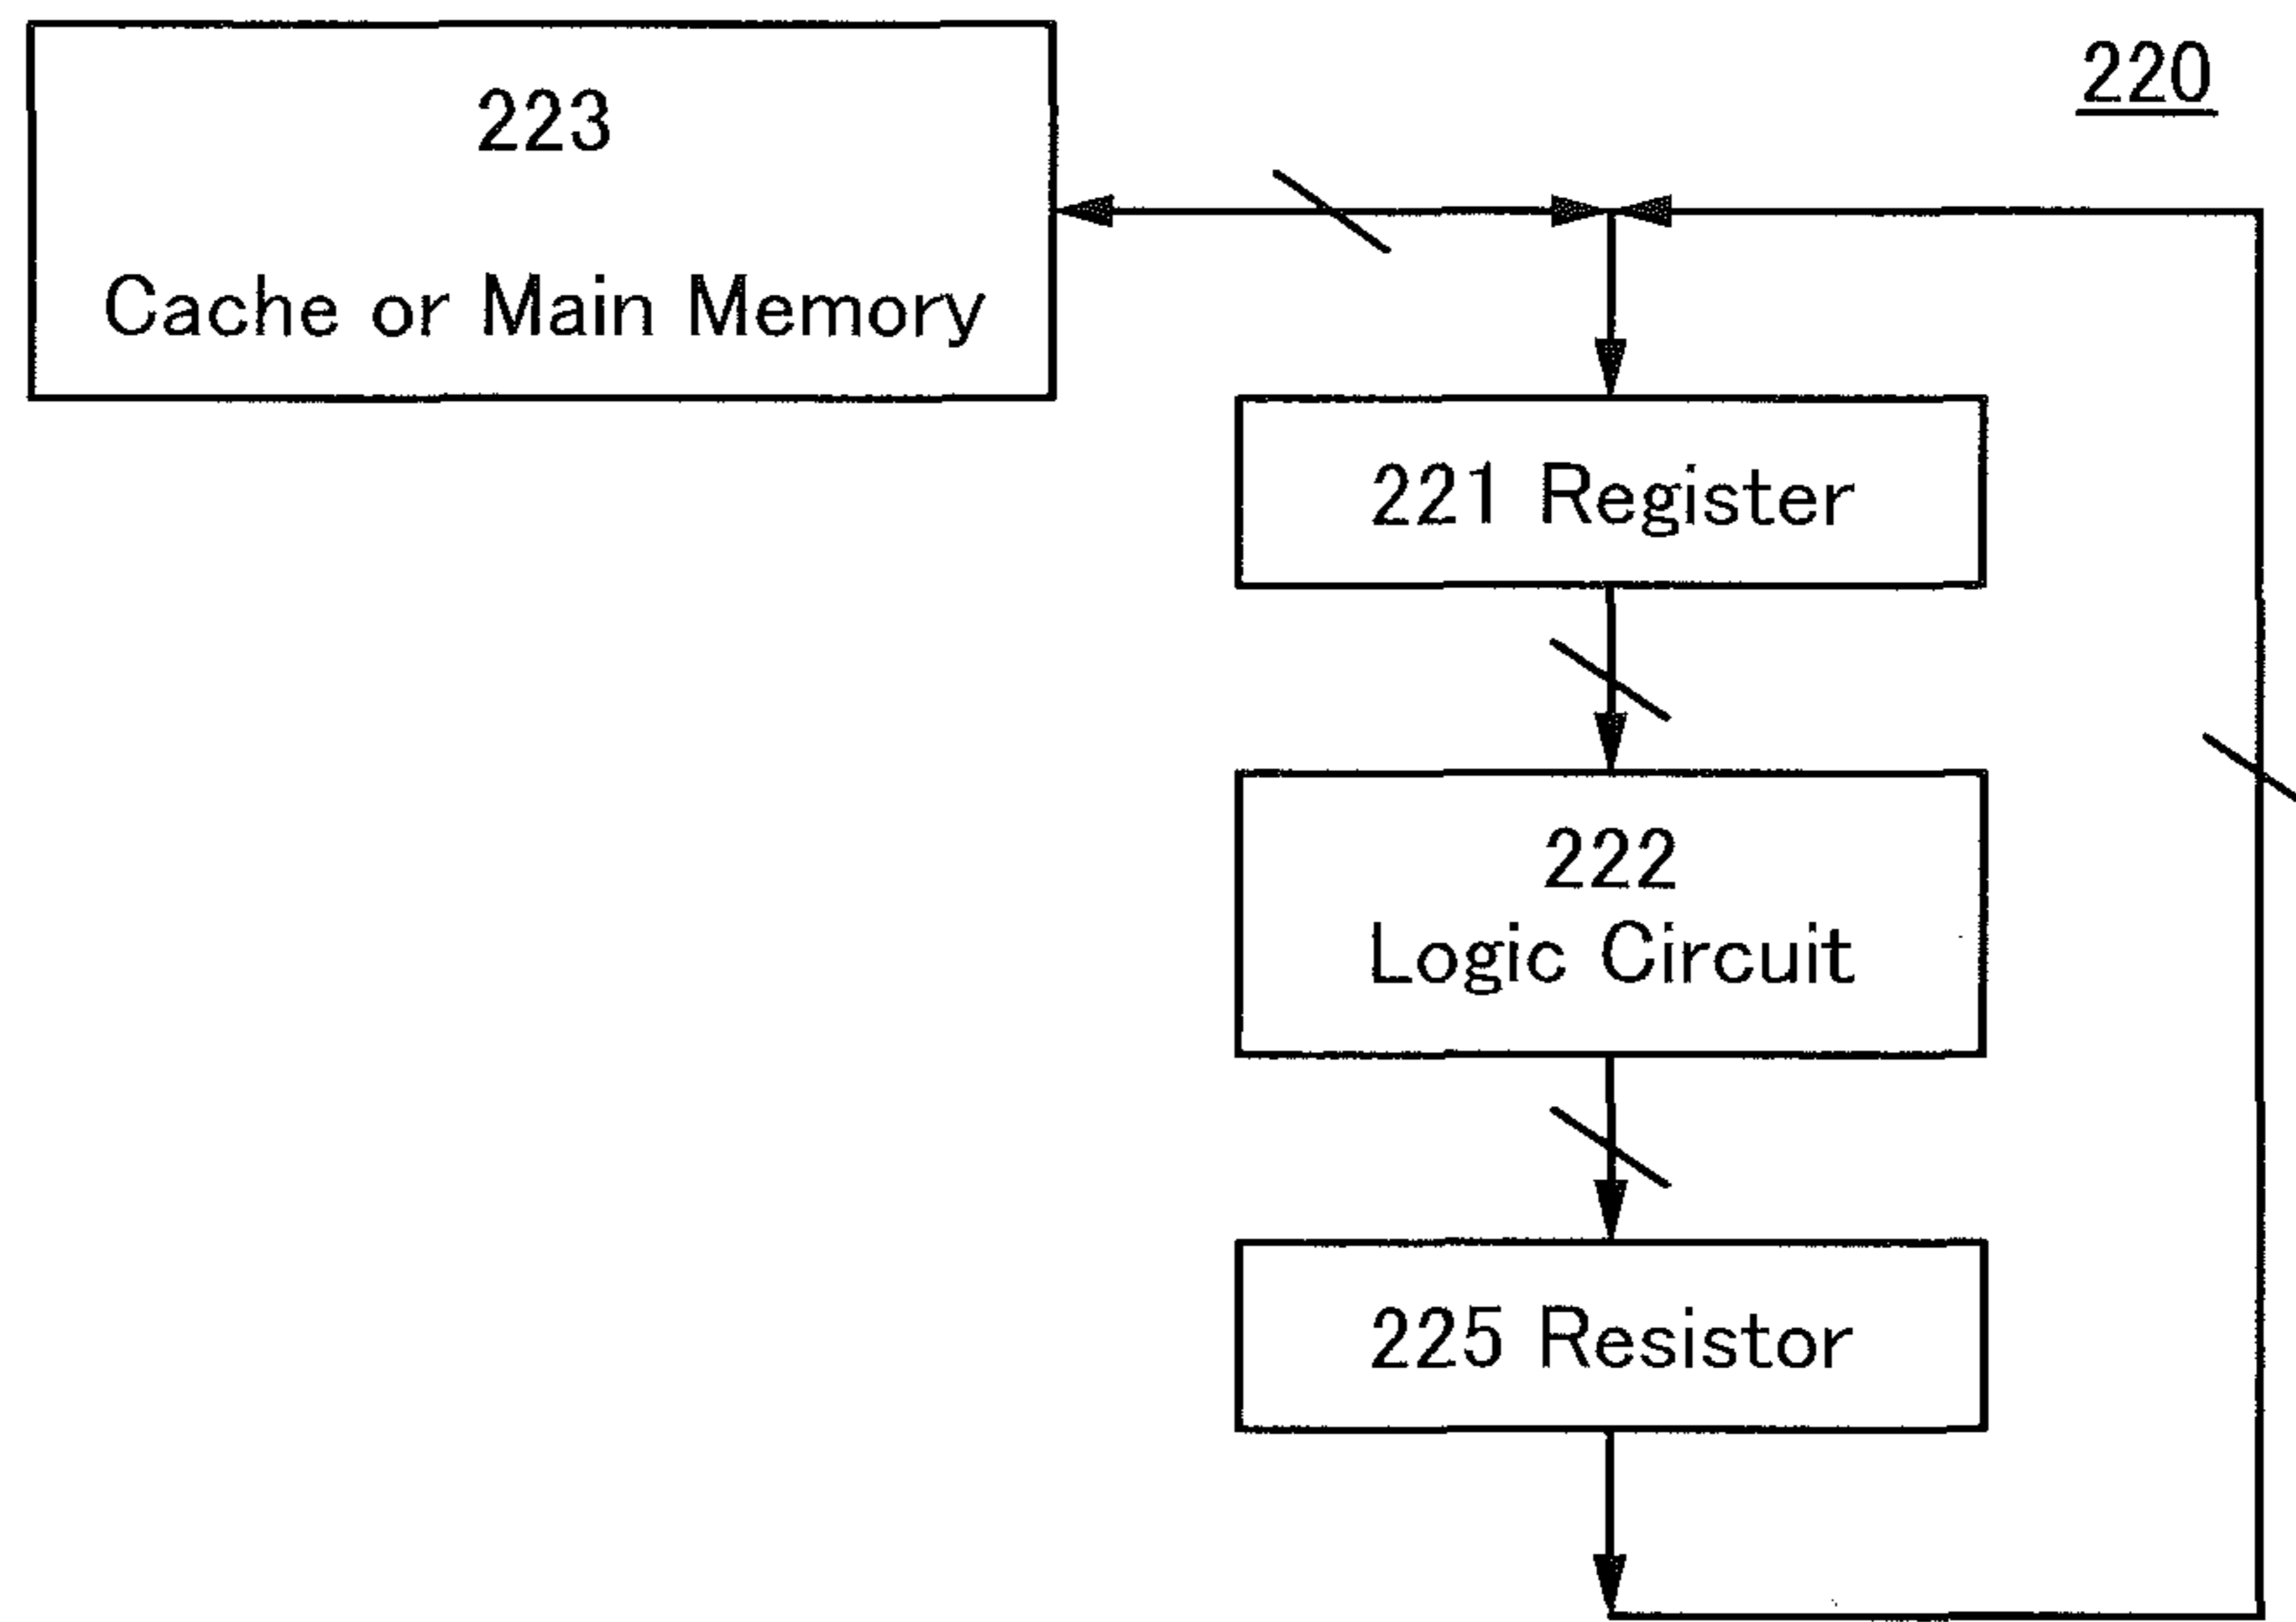 220
223
Cache or Main Memory
221 Register
222
Logic Circuit
225 Resistor